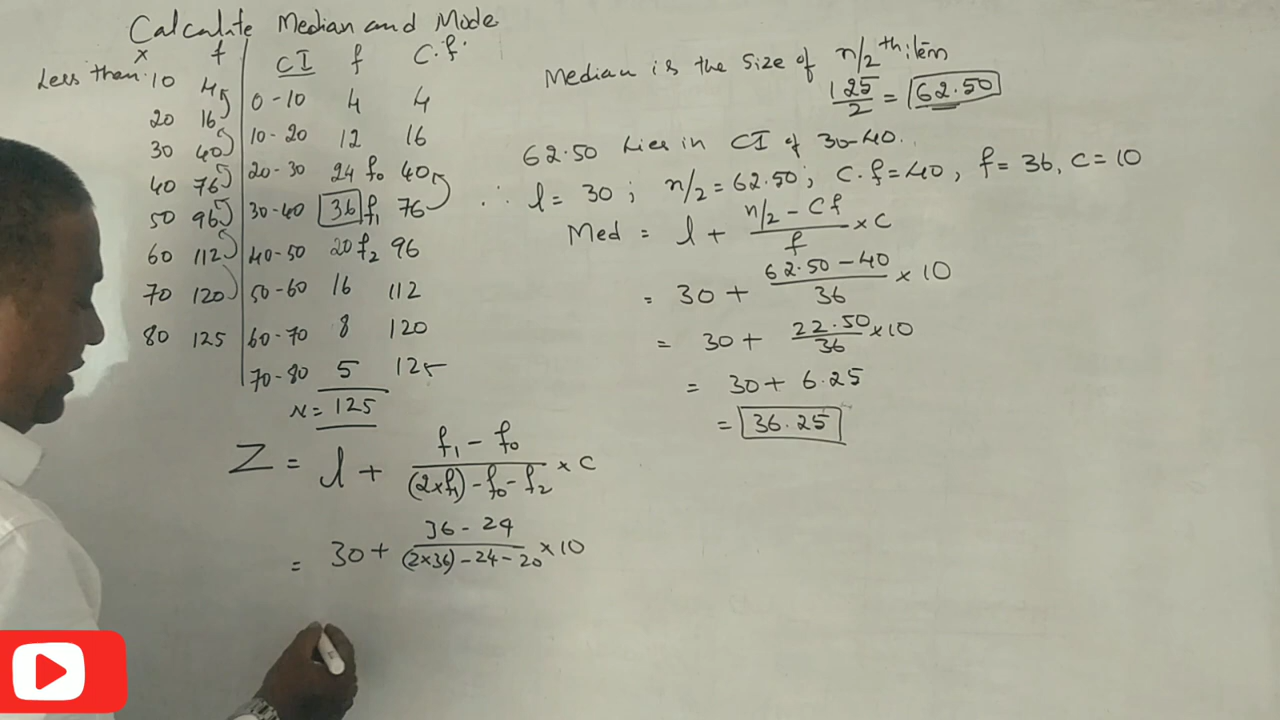 Calculate Median and Mode
x f CI f C.f.
Less than 10 4 0-10 4 4
20 16 10-20 12 16
30 40 20-30 24 f₀ 40
40 76 30-40 36 f₁ 76
50 96 40-50 20 f₂ 96
60 112 50-60 16 112
70 120 60-70 8 120
80 125 70-80 5 125
N = 125
Z = l + (f₁ - f₀)/((2×f₁) - f₀ - f₂) × C
= 30 + (36 - 24)/((2×36) - 24 - 20) × 10
Median is the size of n/2 th item
125/2 = 62.50
62.50 lies in CI of 30-40.
∴ l = 30 ; n/2 = 62.50 ; C.f = 40 , f = 36, C = 10
Med = l + (n/2 - Cf)/f × C
= 30 + (62.50 - 40)/36 × 10
= 30 + 22.50/36 × 10
= 30 + 6.25
= 36.25